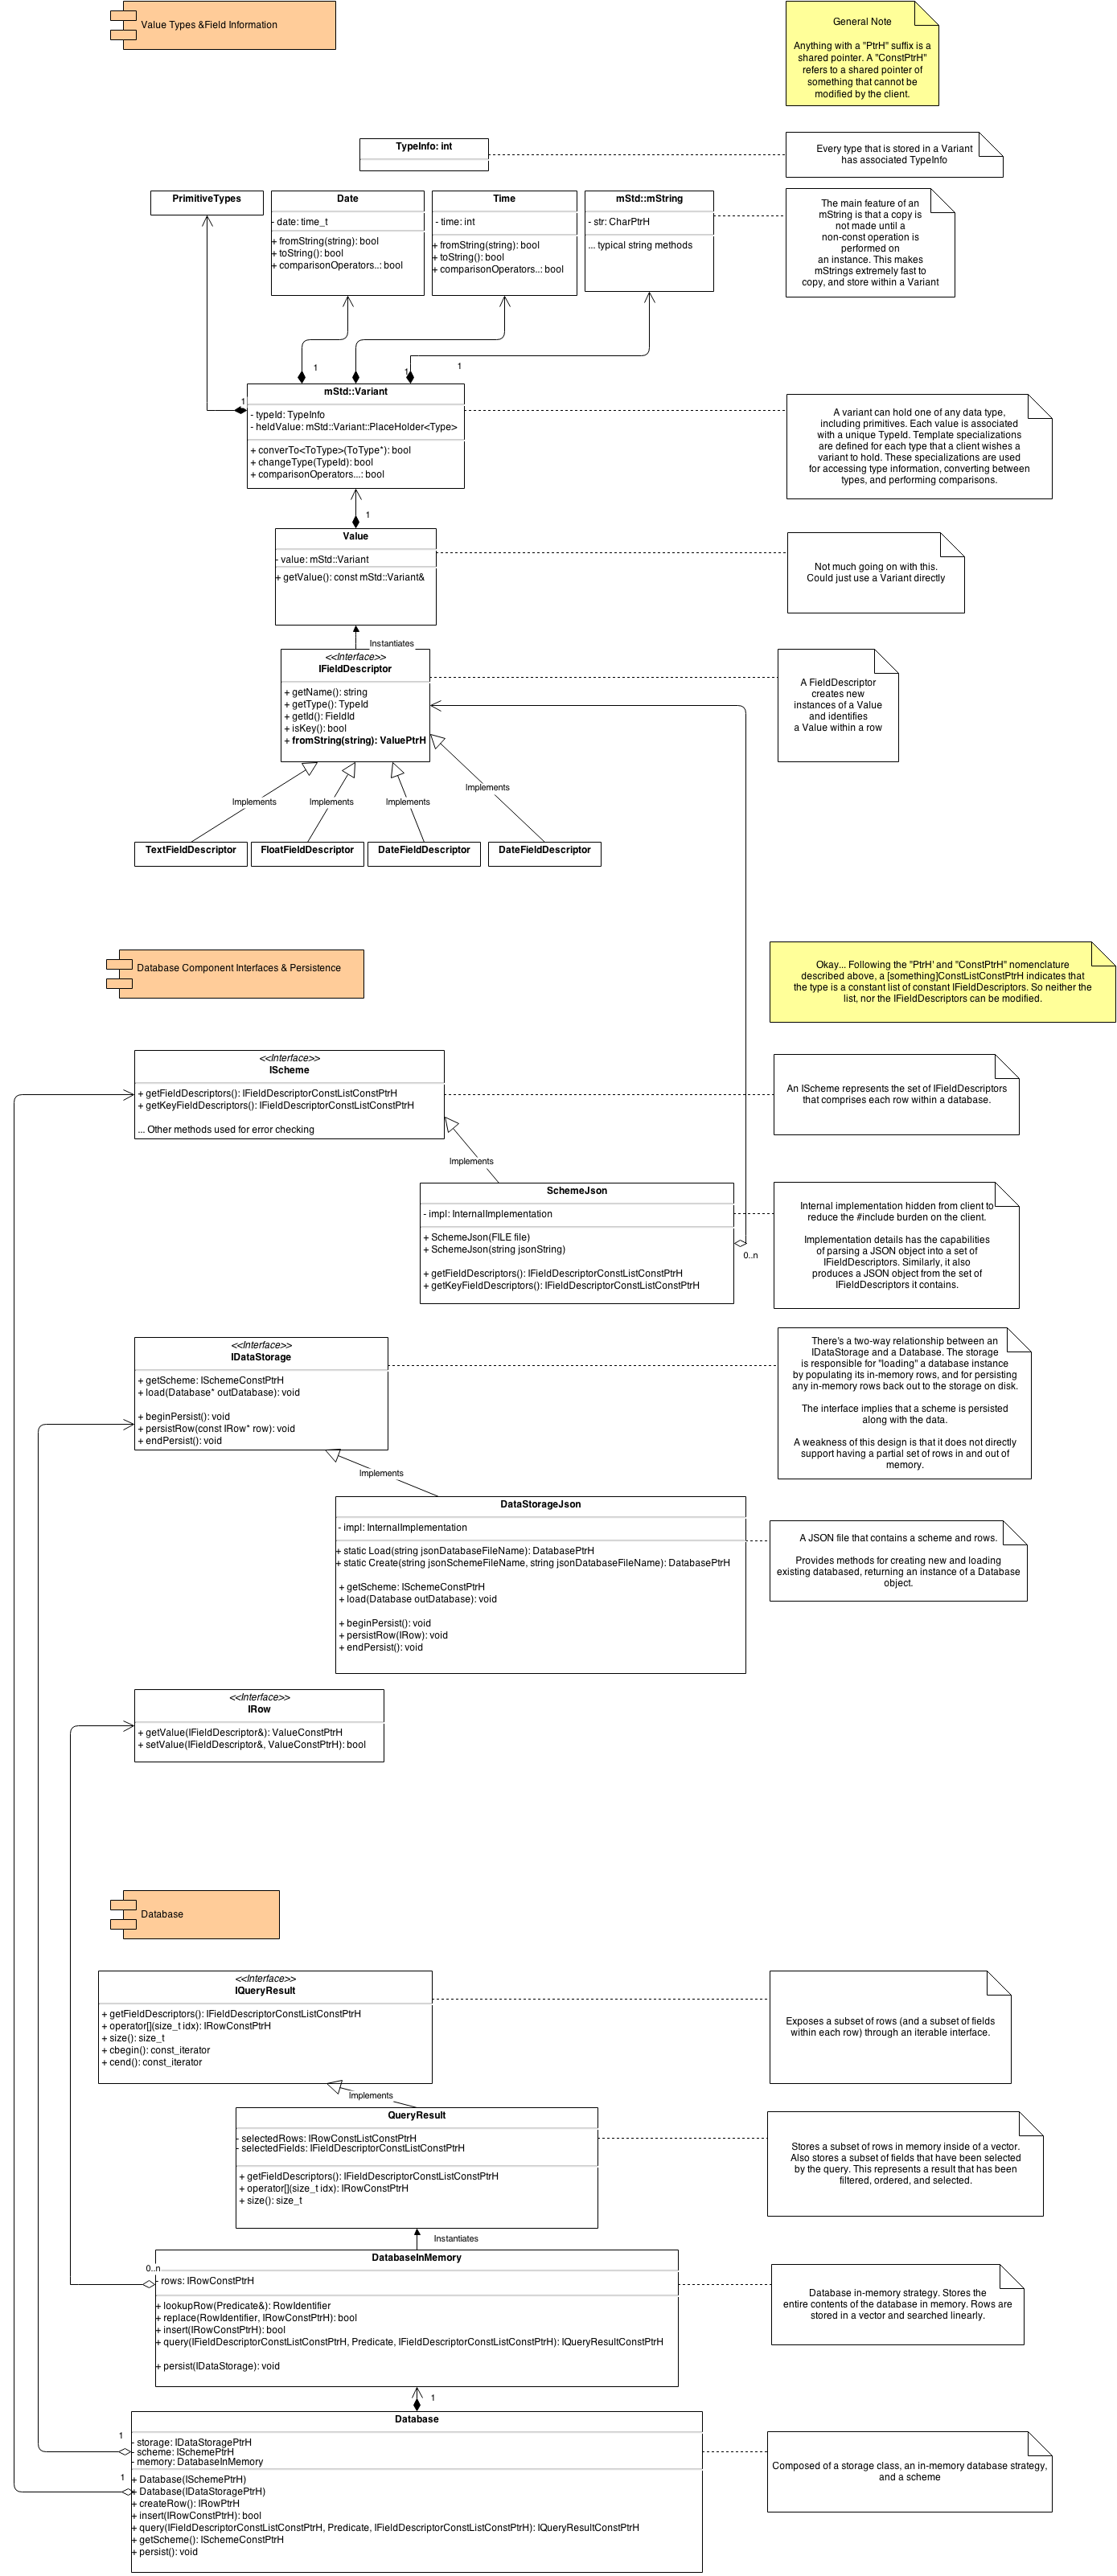 Value Types &Field Information
General Note
Anything with a "PtrH" suffix is a
shared pointer. A "ConstPtrH"
refers to a shared pointer of
something that cannot be
modified by the client.
TypeInfo: int
Every type that is stored in a Variant
has associated TypeInfo
PrimitiveTypes
Date
- date: time_t
+ fromString(string): bool
+ toString(): bool
+ comparisonOperators..: bool
Time
- time: int
+ fromString(string): bool
+ toString(): bool
+ comparisonOperators..: bool
mStd::mString
- str: CharPtrH
... typical string methods
The main feature of an
mString is that a copy is
not made until a
non-const operation is
performed on
an instance. This makes
mStrings extremely fast to
copy, and store within a Variant
1
1
1
1
mStd::Variant
- typeId: TypeInfo
- heldValue: mStd::Variant::PlaceHolder<Type>
+ converTo<ToType>(ToType*): bool
+ changeType(TypeId): bool
+ comparisonOperators...: bool
A variant can hold one of any data type,
including primitives. Each value is associated
with a unique TypeId. Template specializations
are defined for each type that a client wishes a
variant to hold. These specializations are used
for accessing type information, converting between
types, and performing comparisons.
1
Value
- value: mStd::Variant
+ getValue(): const mStd::Variant&
Not much going on with this.
Could just use a Variant directly
Instantiates
<<Interface>>
IFieldDescriptor
+ getName(): string
+ getType(): TypeId
+ getId(): FieldId
+ isKey(): bool
+ fromString(string): ValuePtrH
A FieldDescriptor
creates new
instances of a Value
and identifies
a Value within a row
Implements
Implements
Implements
Implements
TextFieldDescriptor
FloatFieldDescriptor
DateFieldDescriptor
DateFieldDescriptor
Database Component Interfaces & Persistence
Okay... Following the "PtrH' and "ConstPtrH" nomenclature
described above, a [something]ConstListConstPtrH indicates that
the type is a constant list of constant IFieldDescriptors. So neither the
list, nor the IFieldDescriptors can be modified.
<<Interface>>
IScheme
+ getFieldDescriptors(): IFieldDescriptorConstListConstPtrH
+ getKeyFieldDescriptors(): IFieldDescriptorConstListConstPtrH
... Other methods used for error checking
An IScheme represents the set of IFieldDescriptors
that comprises each row within a database.
Implements
SchemeJson
- impl: InternalImplementation
+ SchemeJson(FILE file)
+ SchemeJson(string jsonString)
+ getFieldDescriptors(): IFieldDescriptorConstListConstPtrH
+ getKeyFieldDescriptors(): IFieldDescriptorConstListConstPtrH
0..n
Internal implementation hidden from client to
reduce the #include burden on the client.
Implementation details has the capabilities
of parsing a JSON object into a set of
IFieldDescriptors. Similarly, it also
produces a JSON object from the set of
IFieldDescriptors it contains.
<<Interface>>
IDataStorage
+ getScheme: ISchemeConstPtrH
+ load(Database* outDatabase): void
+ beginPersist(): void
+ persistRow(const IRow* row): void
+ endPersist(): void
There's a two-way relationship between an
IDataStorage and a Database. The storage
is responsible for "loading" a database instance
by populating its in-memory rows, and for persisting
any in-memory rows back out to the storage on disk.
The interface implies that a scheme is persisted
along with the data.
A weakness of this design is that it does not directly
support having a partial set of rows in and out of
memory.
Implements
DataStorageJson
- impl: InternalImplementation
+ static Load(string jsonDatabaseFileName): DatabasePtrH
+ static Create(string jsonSchemeFileName, string jsonDatabaseFileName): DatabasePtrH
+ getScheme: ISchemeConstPtrH
+ load(Database outDatabase): void
+ beginPersist(): void
+ persistRow(IRow): void
+ endPersist(): void
A JSON file that contains a scheme and rows.
Provides methods for creating new and loading
existing databased, returning an instance of a Database
object.
<<Interface>>
IRow
+ getValue(IFieldDescriptor&): ValueConstPtrH
+ setValue(IFieldDescriptor&, ValueConstPtrH): bool
Database
<<Interface>>
IQueryResult
+ getFieldDescriptors(): IFieldDescriptorConstListConstPtrH
+ operator[](size_t idx): IRowConstPtrH
+ size(): size_t
+ cbegin(): const_iterator
+ cend(): const_iterator
Exposes a subset of rows (and a subset of fields
within each row) through an iterable interface.
Implements
QueryResult
- selectedRows: IRowConstListConstPtrH
- selectedFields: IFieldDescriptorConstListConstPtrH
+ getFieldDescriptors(): IFieldDescriptorConstListConstPtrH
+ operator[](size_t idx): IRowConstPtrH
+ size(): size_t
Stores a subset of rows in memory inside of a vector.
Also stores a subset of fields that have been selected
by the query. This represents a result that has been
filtered, ordered, and selected.
Instantiates
0..n
DatabaseInMemory
- rows: IRowConstPtrH
+ lookupRow(Predicate&): RowIdentifier
+ replace(RowIdentifier, IRowConstPtrH): bool
+ insert(IRowConstPtrH): bool
+ query(IFieldDescriptorConstListConstPtrH, Predicate, IFieldDescriptorConstListConstPtrH): IQueryResultConstPtrH
+ persist(IDataStorage): void
Database in-memory strategy. Stores the
entire contents of the database in memory. Rows are
stored in a vector and searched linearly.
1
Database
1
- storage: IDataStoragePtrH
- scheme: ISchemePtrH
- memory: DatabaseInMemory
1
+ Database(ISchemePtrH)
+ Database(IDataStoragePtrH)
+ createRow(): IRowPtrH
+ insert(IRowConstPtrH): bool
+ query(IFieldDescriptorConstListConstPtrH, Predicate, IFieldDescriptorConstListConstPtrH): IQueryResultConstPtrH
+ getScheme(): ISchemeConstPtrH
+ persist(): void
Composed of a storage class, an in-memory database strategy,
and a scheme